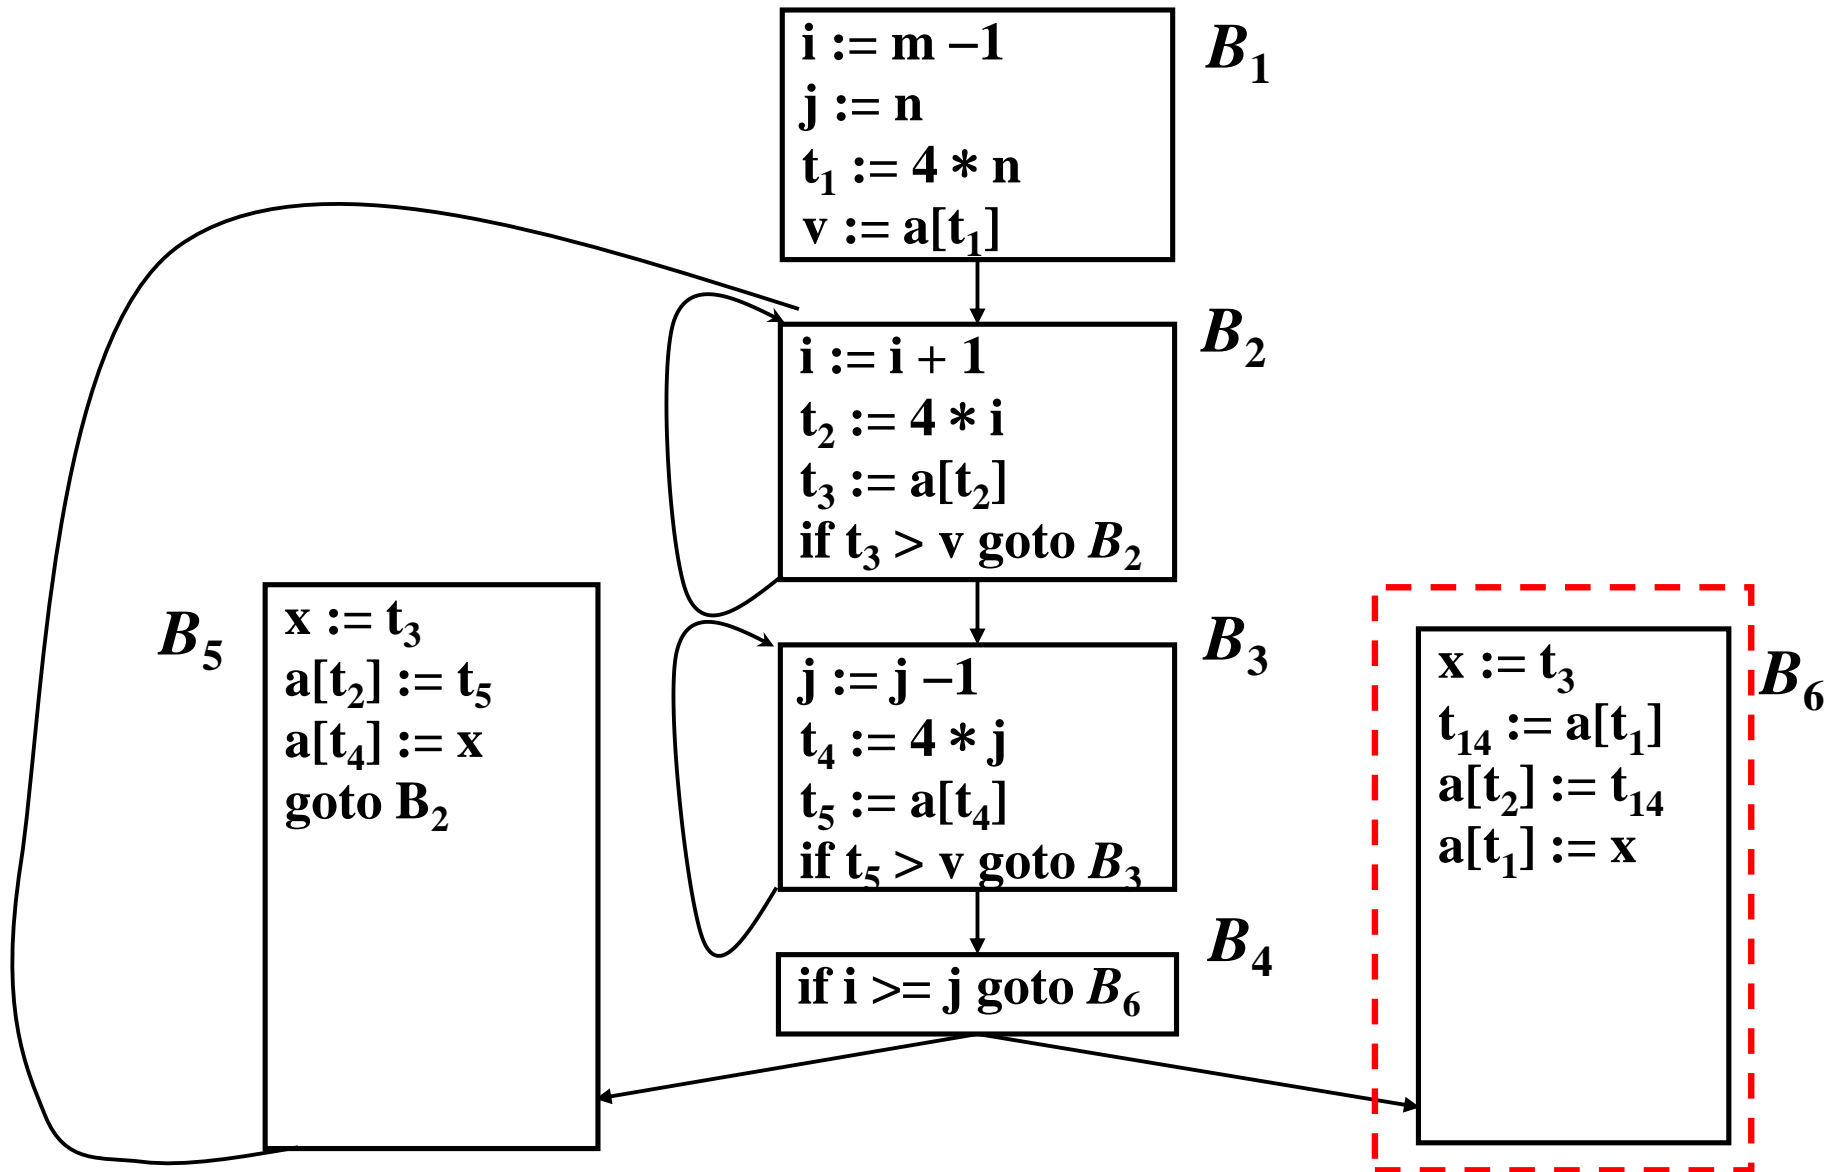 i := m −1
j := n
t₁ := 4 * n
v := a[t₁]
B₁
i := i + 1
t₂ := 4 * i
t₃ := a[t₂]
if t₃ > v goto B₂
B₂
j := j −1
t₄ := 4 * j
t₅ := a[t₄]
if t₅ > v goto B₃
B₃
if i >= j goto B₆
B₄
B₅
x := t₃
a[t₂] := t₅
a[t₄] := x
goto B₂
x := t₃
t₁₄ := a[t₁]
a[t₂] := t₁₄
a[t₁] := x
B₆